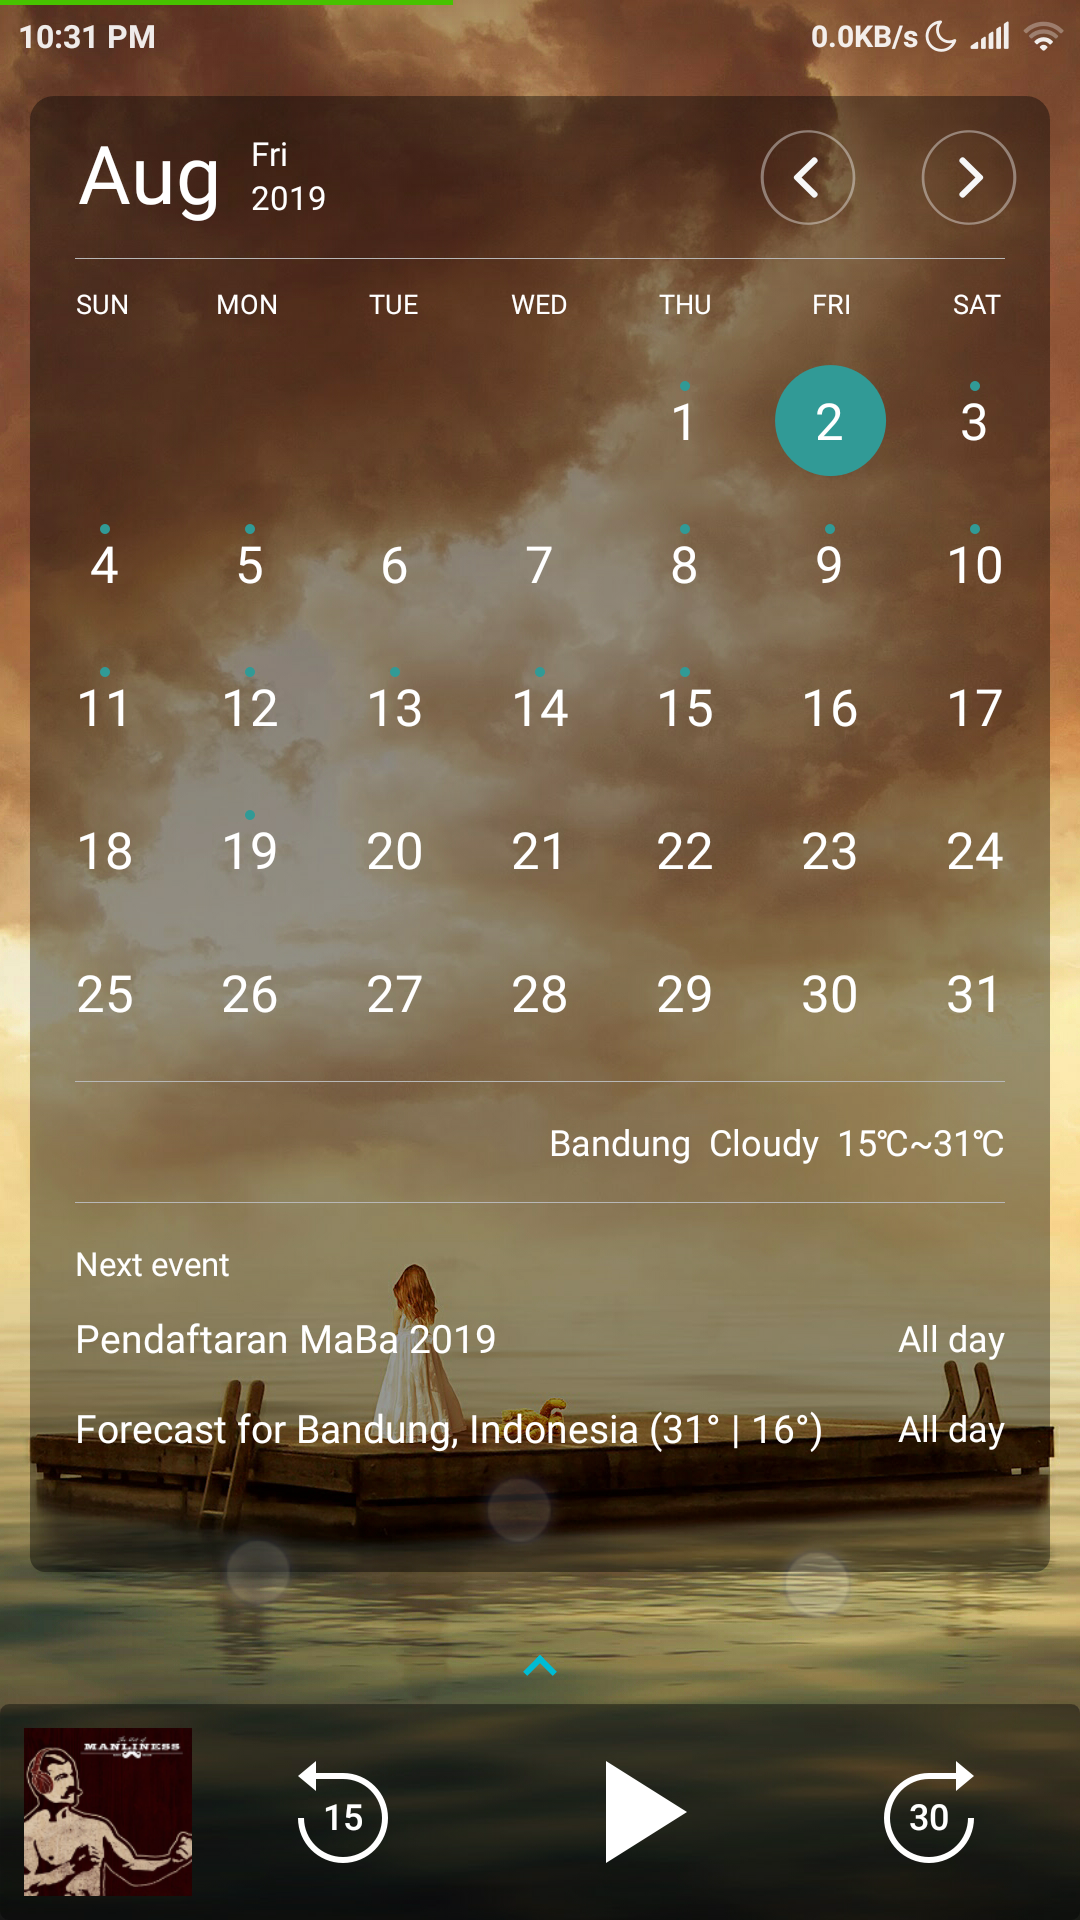 10:31 PM 0.0KB/s
Aug Fri
2019
SUN MON TUE WED THU FRI SAT
1 2 3
4 5 6 7 8 9 10
11 12 13 14 15 16 17
18 19 20 21 22 23 24
25 26 27 28 29 30 31
Bandung Cloudy 15℃~31℃
Next event
Pendaftaran MaBa 2019 All day
Forecast for Bandung, Indonesia (31° | 16°) All day
The Art of
MANLINESS
15 30